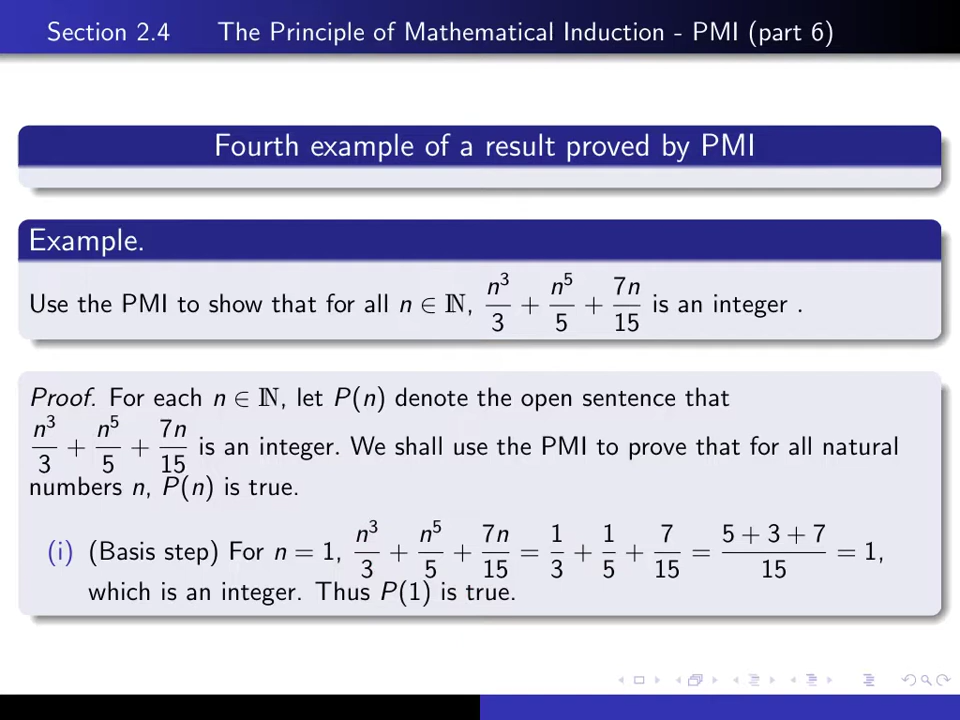 Section 2.4 The Principle of Mathematical Induction - PMI (part 6)
Fourth example of a result proved by PMI
Example.
Use the PMI to show that for all n ∈ ℕ, n³/3 + n⁵/5 + 7n/15 is an integer .
Proof. For each n ∈ ℕ, let P(n) denote the open sentence that
n³/3 + n⁵/5 + 7n/15 is an integer. We shall use the PMI to prove that for all natural
numbers n, P(n) is true.
(i) (Basis step) For n = 1, n³/3 + n⁵/5 + 7n/15 = 1/3 + 1/5 + 7/15 = (5 + 3 + 7)/15 = 1,
which is an integer. Thus P(1) is true.